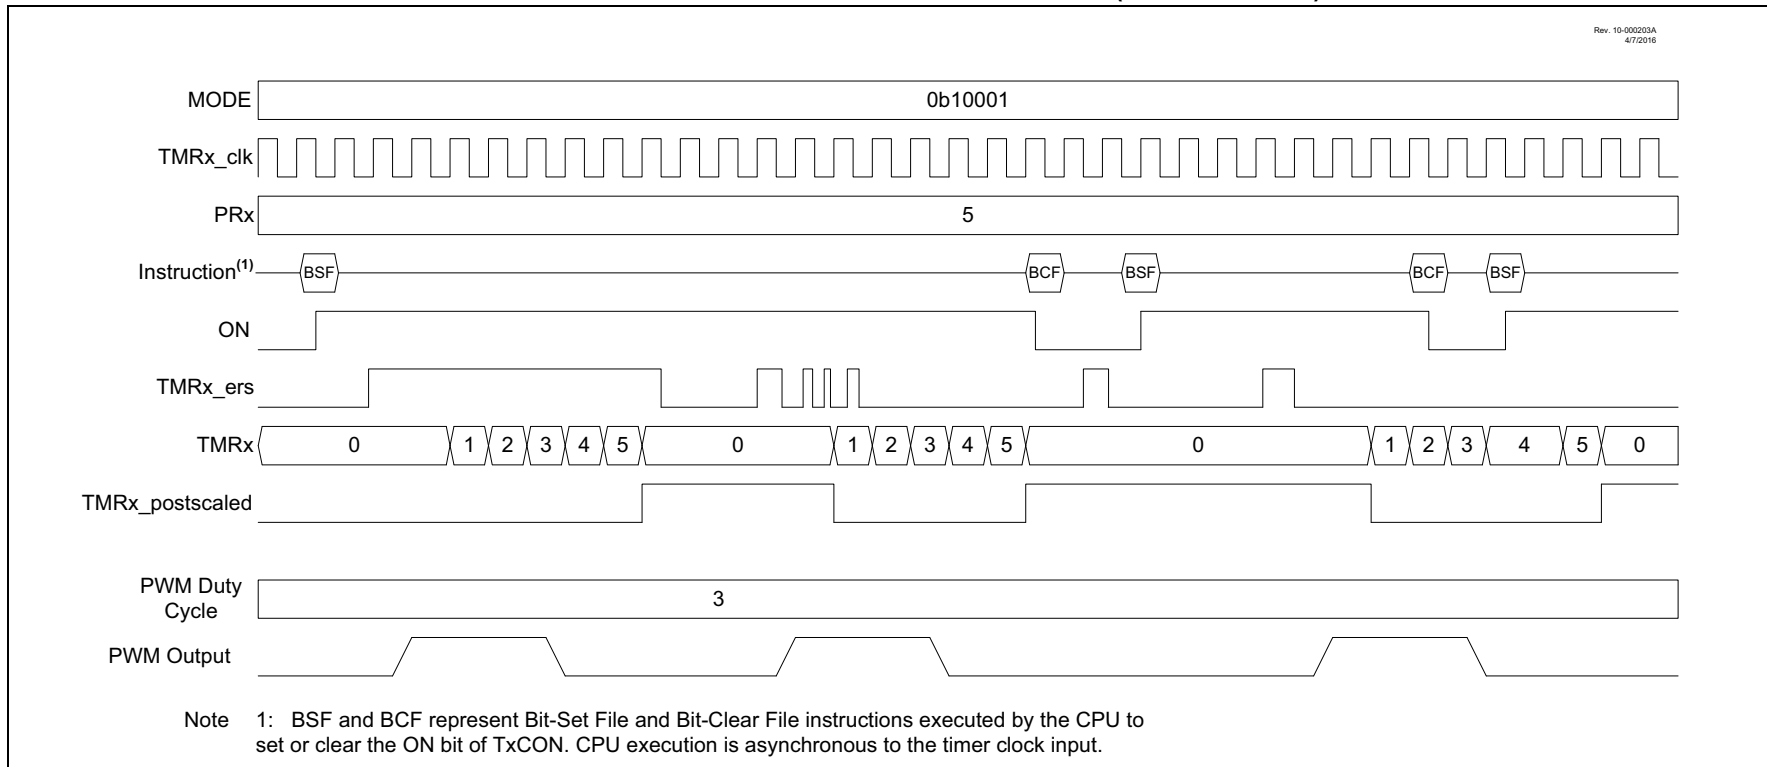 Rev. 10-000203A
4/7/2016
MODE 0b10001
TMRx_clk
PRx 5
Instruction(1) BSF BCF BSF BCF BSF
ON
TMRx_ers
TMRx 0 1 2 3 4 5 0 1 2 3 4 5 0 1 2 3 4 5 0
TMRx_postscaled
PWM Duty
Cycle 3
PWM Output
Note 1: BSF and BCF represent Bit-Set File and Bit-Clear File instructions executed by the CPU to
set or clear the ON bit of TxCON. CPU execution is asynchronous to the timer clock input.